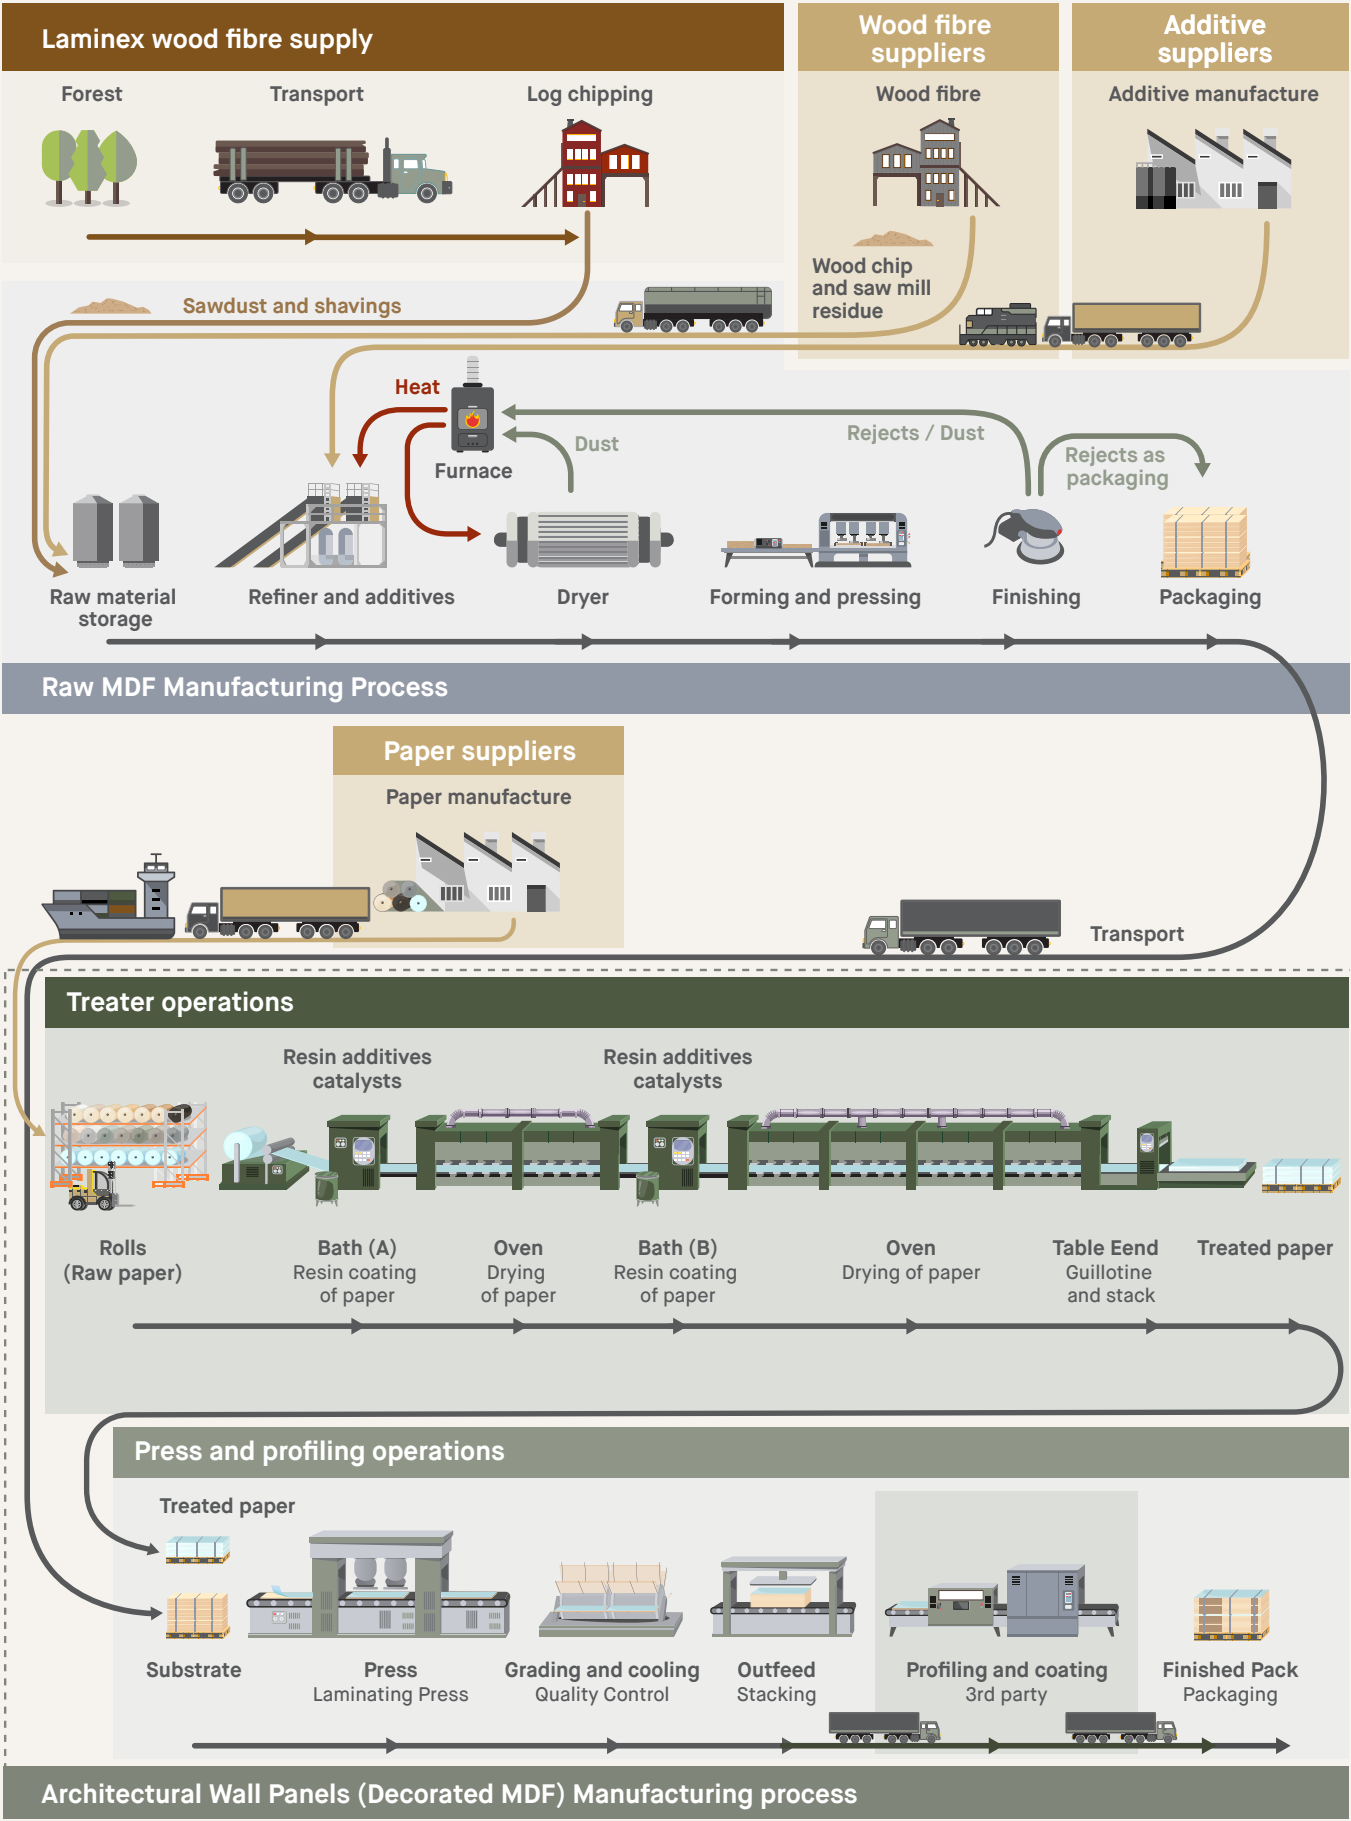 Laminex wood fibre supply
Wood fibre
suppliers
Additive
suppliers
Forest
Transport
Log chipping
Wood fibre
Additive manufacture
Wood chip
and saw mill
residue
Sawdust and shavings
Heat
Furnace
Dust
Rejects / Dust
Rejects as
packaging
Raw material
storage
Refiner and additives
Dryer
Forming and pressing
Finishing
Packaging
Raw MDF Manufacturing Process
Paper suppliers
Paper manufacture
Transport
Treater operations
Resin additives
catalysts
Resin additives
catalysts
Rolls
(Raw paper)
Bath (A)
Resin coating
of paper
Oven
Drying
of paper
Bath (B)
Resin coating
of paper
Oven
Drying of paper
Table Eend
Guillotine
and stack
Treated paper
Press and profiling operations
Treated paper
Substrate
Press
Laminating Press
Grading and cooling
Quality Control
Outfeed
Stacking
Profiling and coating
3rd party
Finished Pack
Packaging
Architectural Wall Panels (Decorated MDF) Manufacturing process